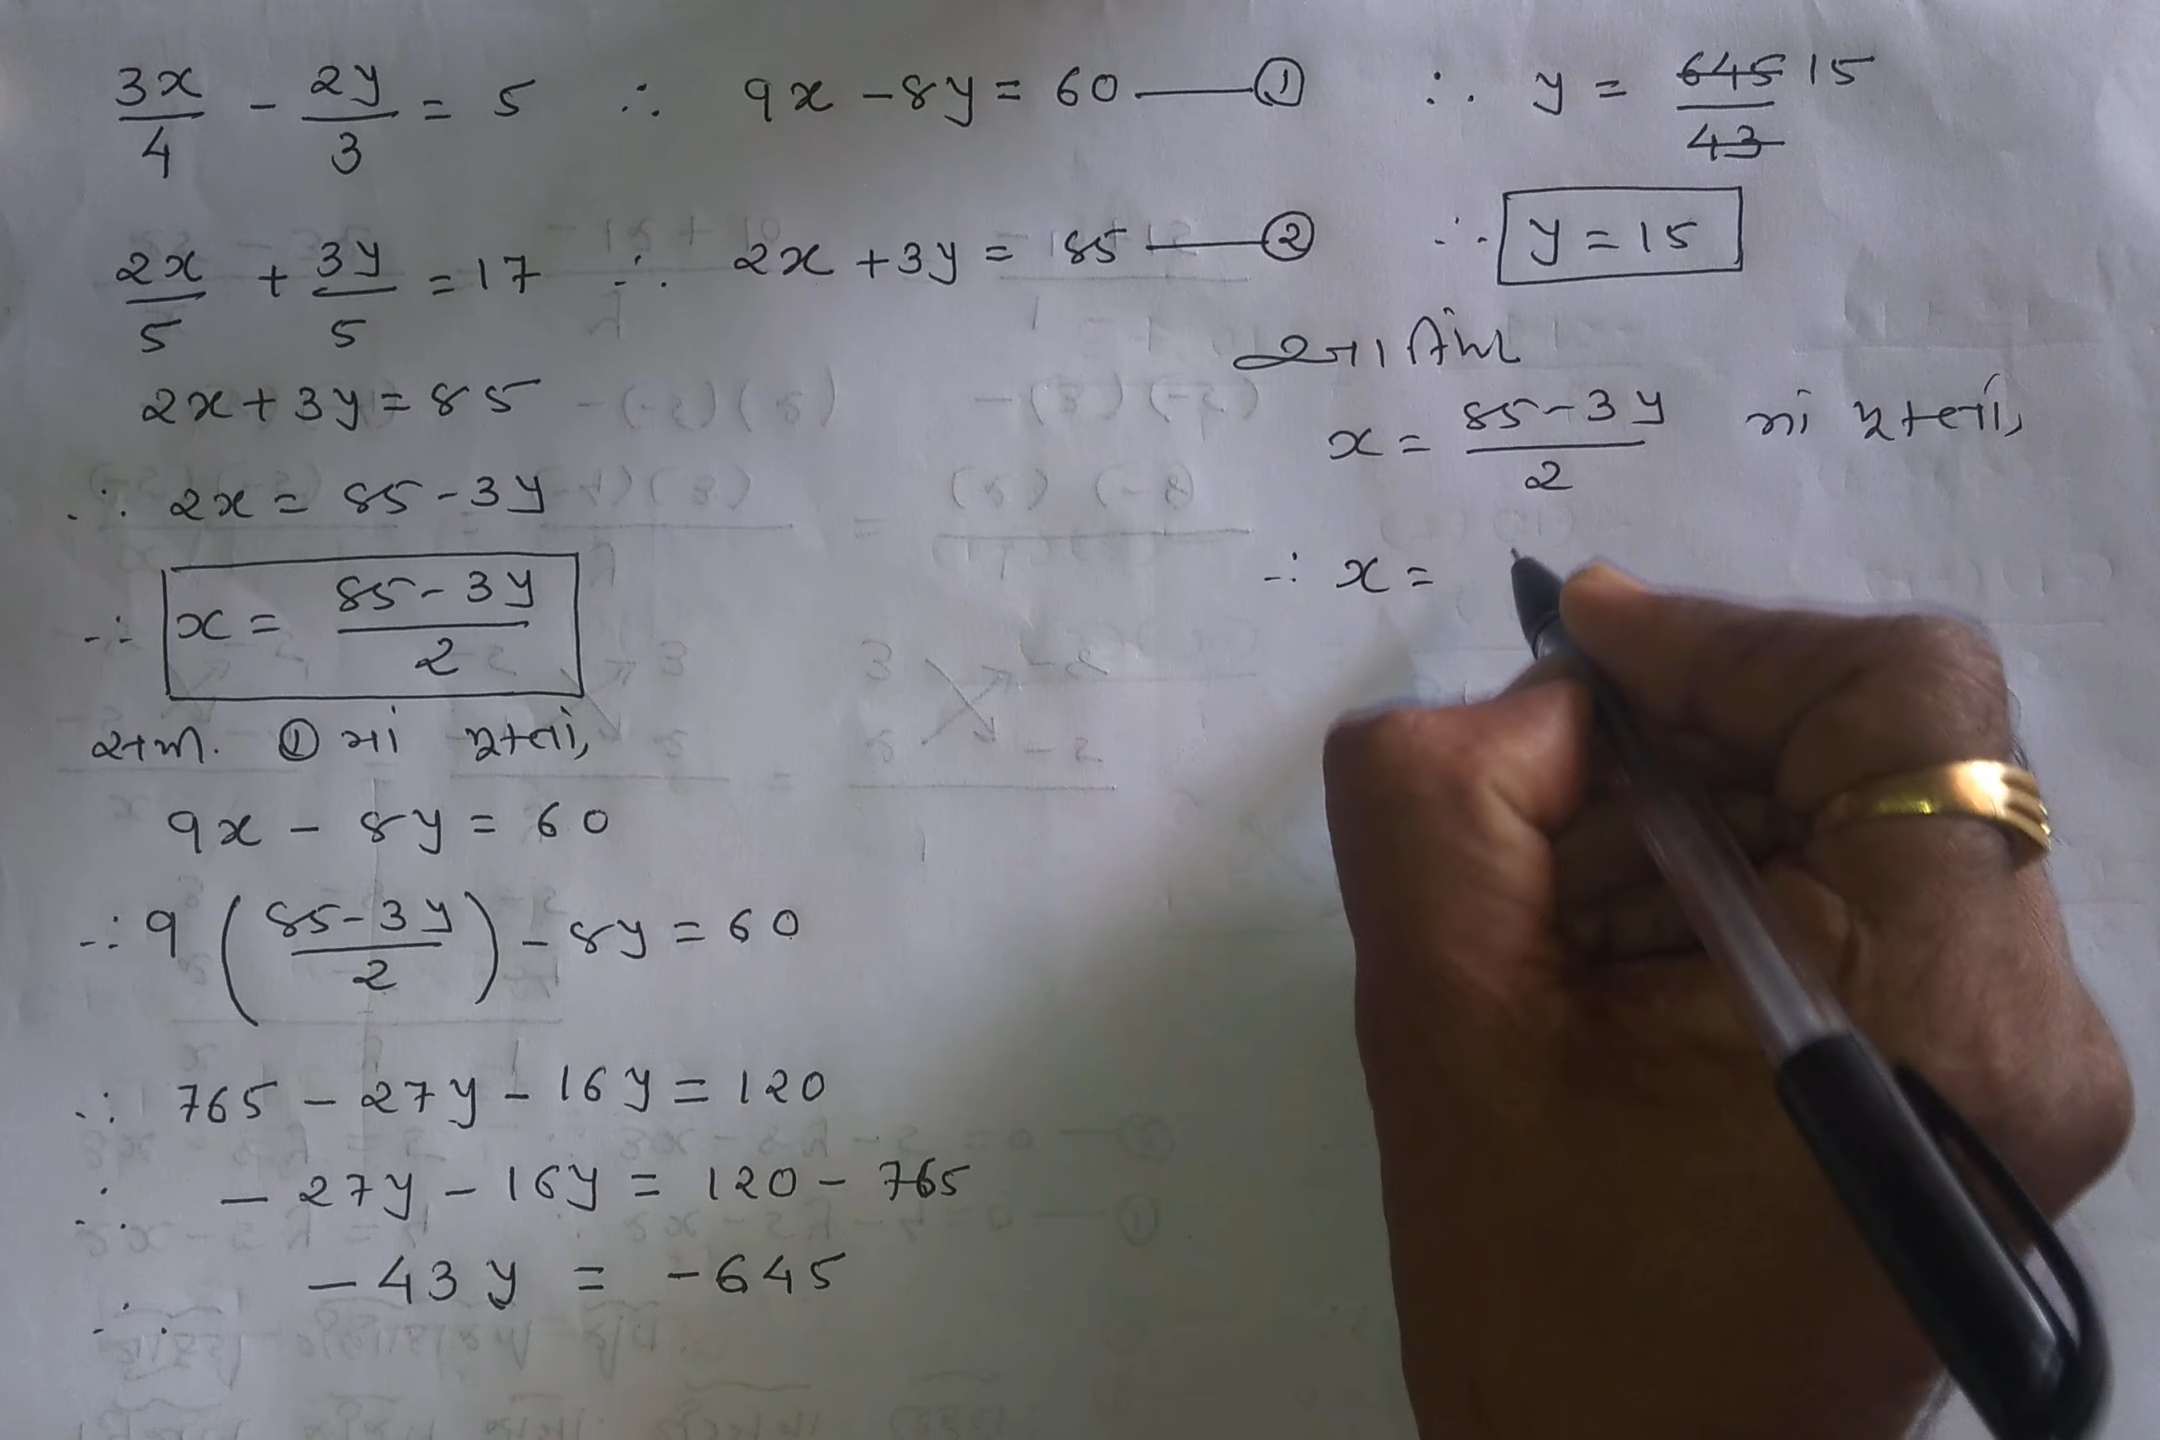 3x/4 - 2y/3 = 5 ∴ 9x - 8y = 60 —— ①
2x/5 + 3y/5 = 17 ∴ 2x + 3y = 85 —— ②
2x + 3y = 85
∴ 2x = 85 - 3y
∴ x = (85 - 3y)/2
સમી. ① માં મૂકતાં,
9x - 8y = 60
∴ 9 ((85 - 3y)/2) - 8y = 60
∴ 765 - 27y - 16y = 120
∴ - 27y - 16y = 120 - 765
∴ - 43y = - 645
∴ y = 645/43 15
∴ y = 15
x = (85 - 3y)/2 માં મૂકતાં,
∴ x =